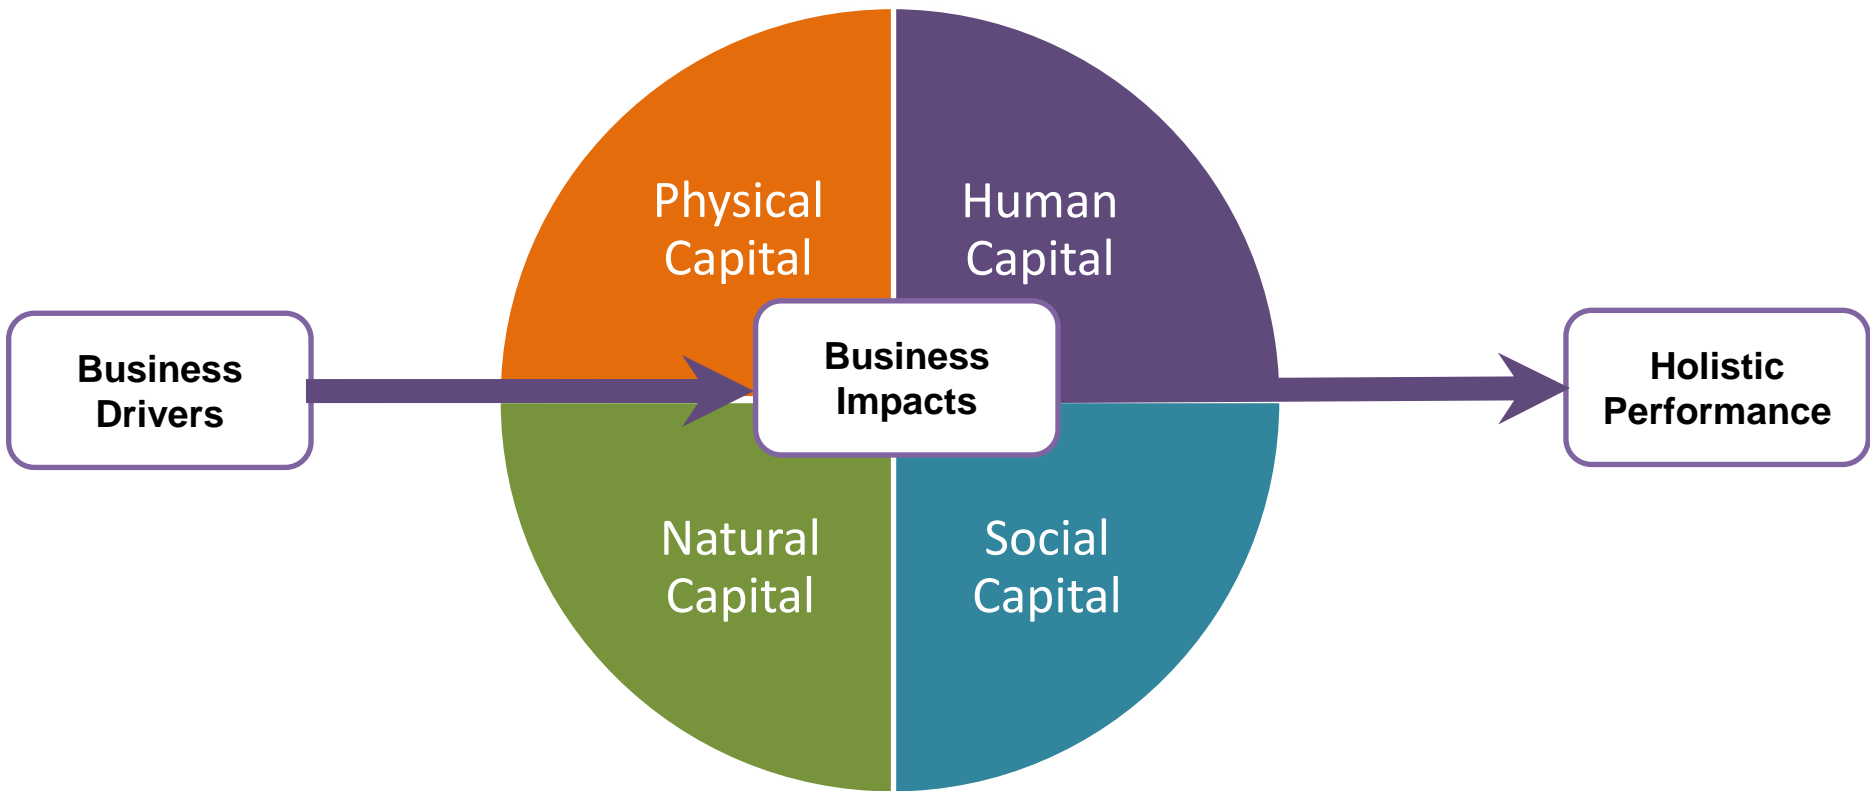 Physical
Capital
Human
Capital
Business
Drivers
Business
Impacts
Holistic
Performance
Natural
Capital
Social
Capital